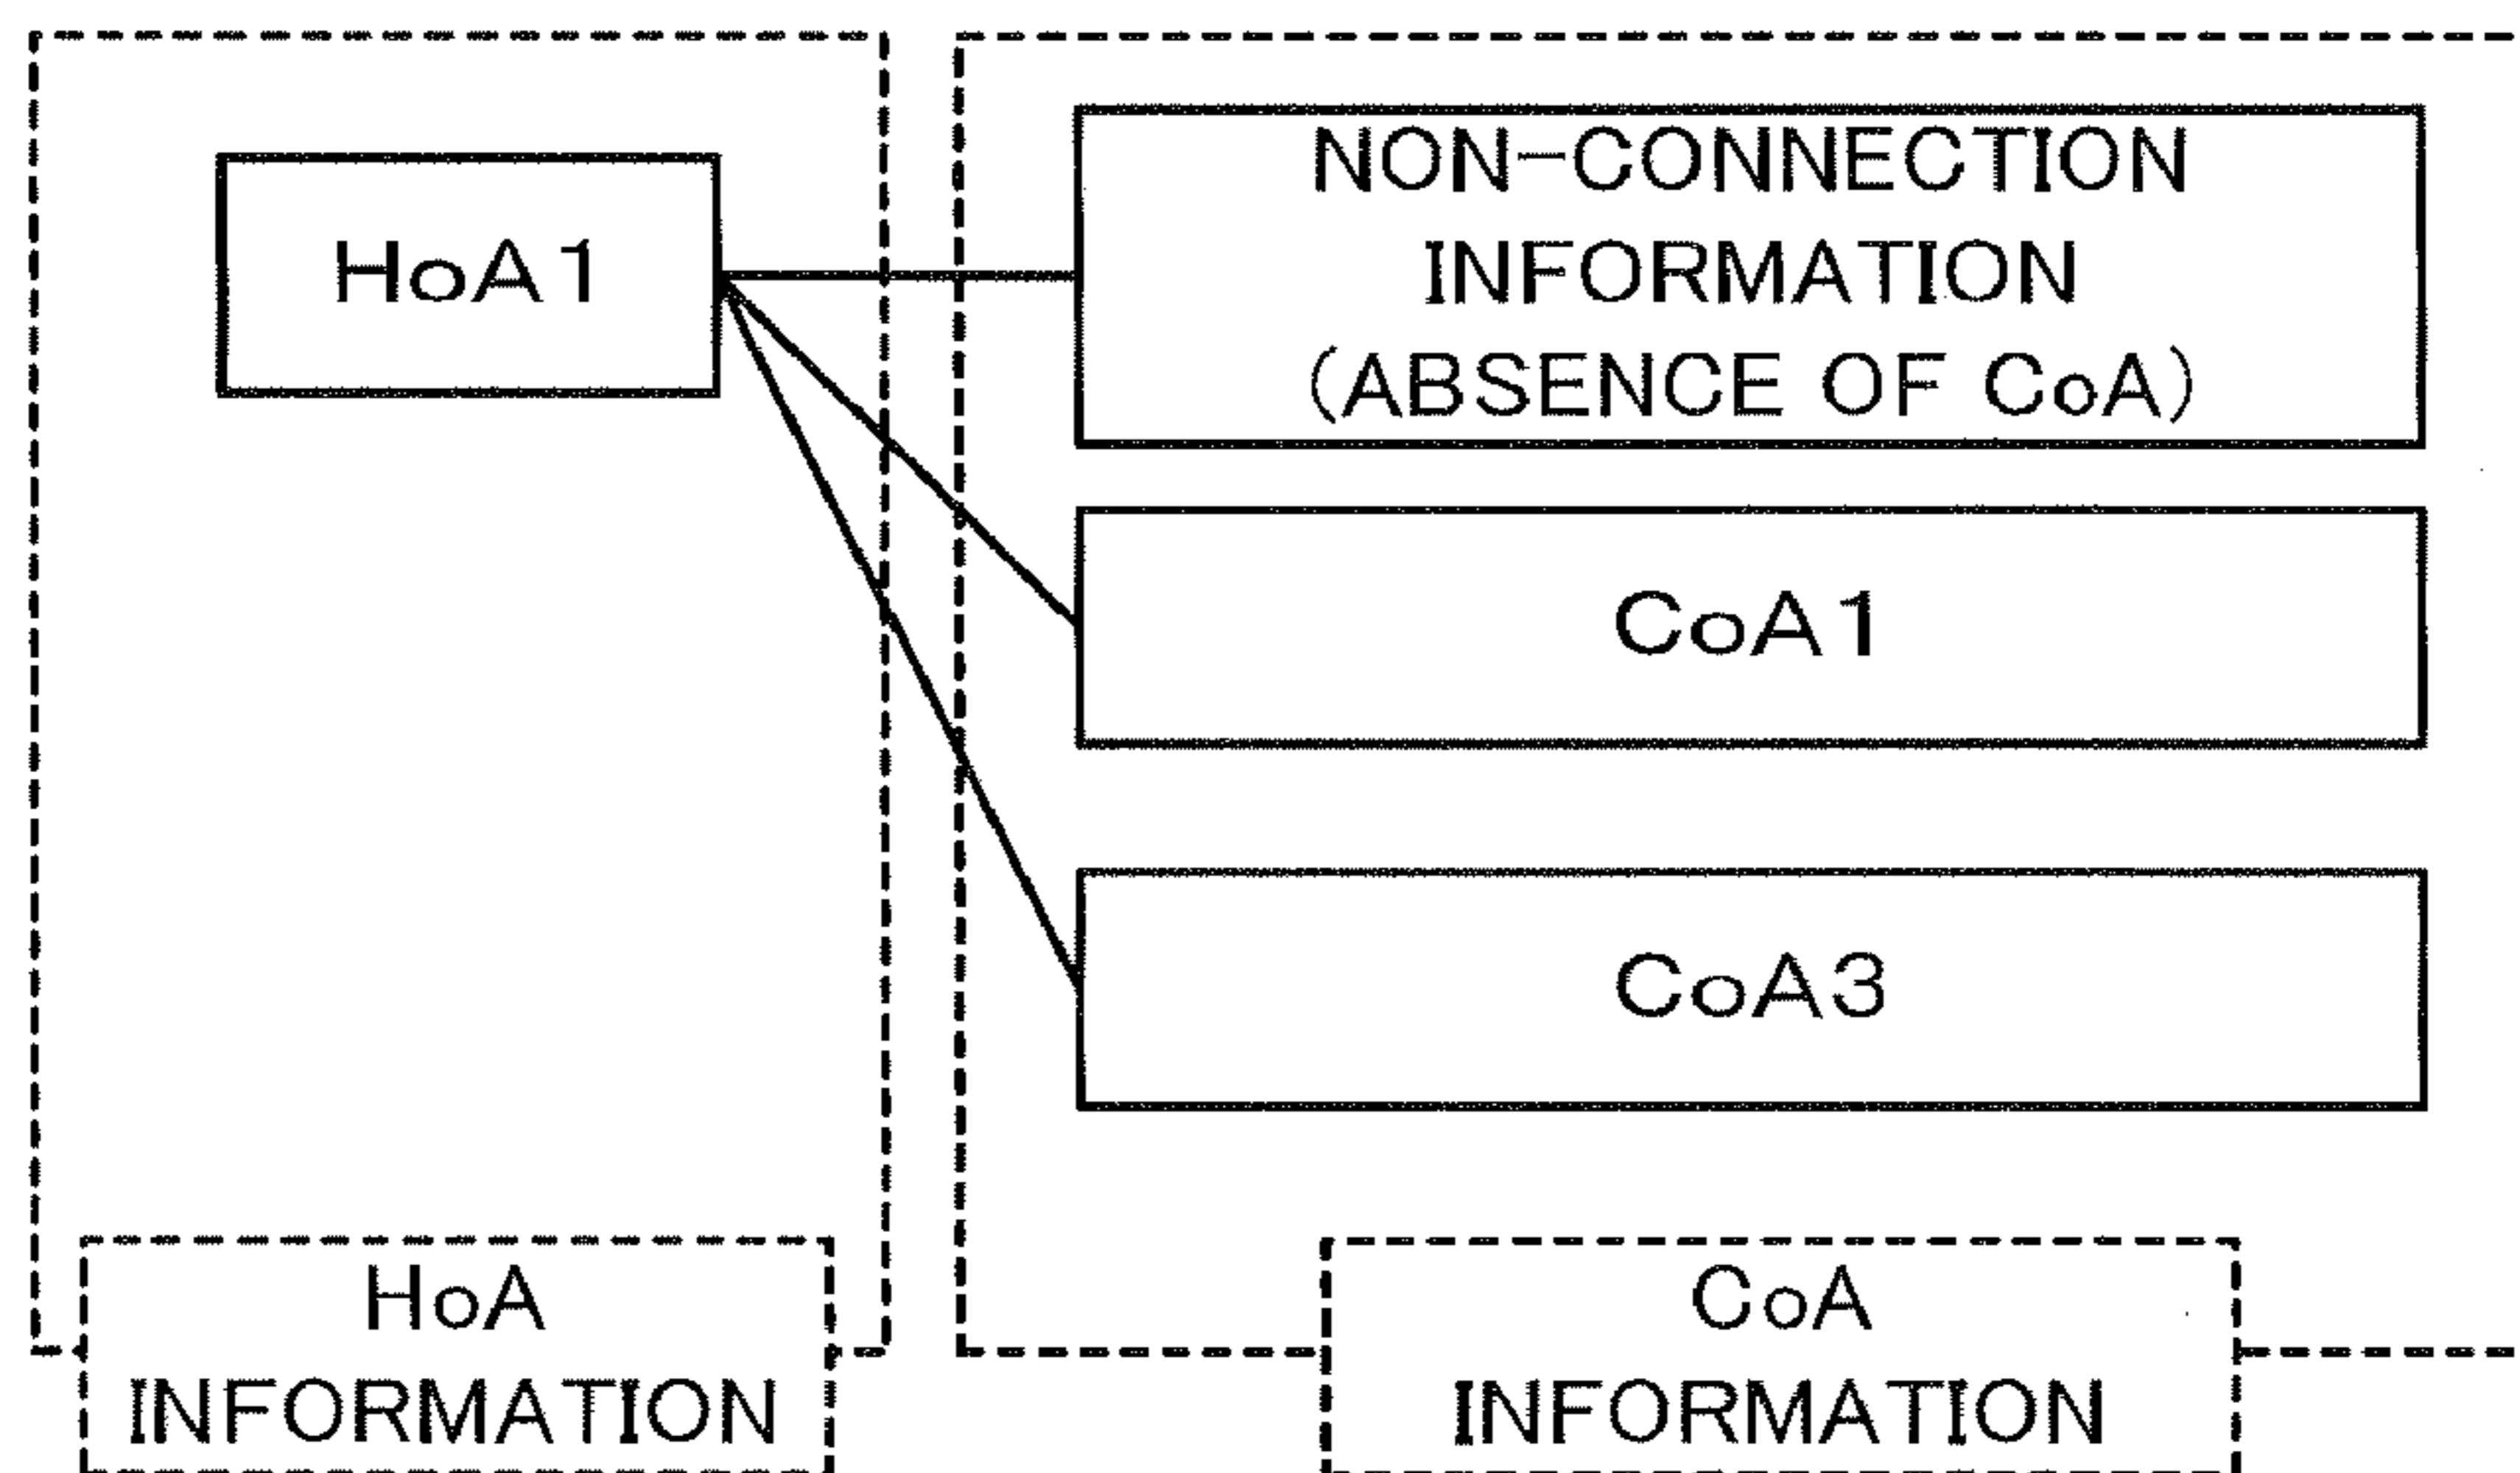 HoA1
NON-CONNECTION
INFORMATION
(ABSENCE OF CoA)
CoA1
CoA3
HoA
INFORMATION
CoA
INFORMATION